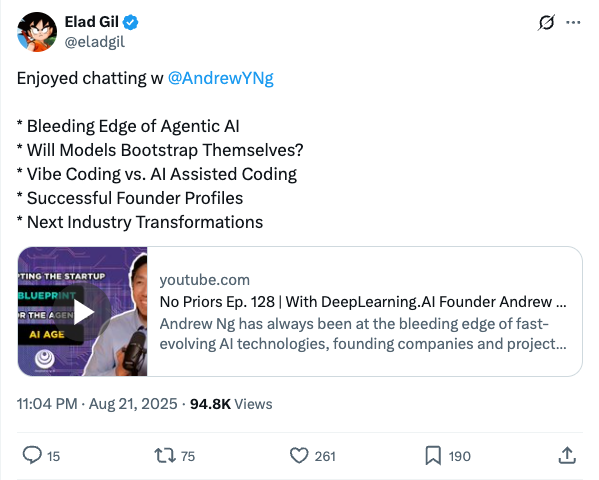 Elad Gil
@eladgil
Enjoyed chatting w @AndrewYNg
* Bleeding Edge of Agentic AI
* Will Models Bootstrap Themselves?
* Vibe Coding vs. AI Assisted Coding
* Successful Founder Profiles
* Next Industry Transformations
TING THE STARTUP
BLUEPRINT
R THE AGEN
AI AGE
youtube.com
No Priors Ep. 128 | With DeepLearning.AI Founder Andrew ...
Andrew Ng has always been at the bleeding edge of fast-
evolving AI technologies, founding companies and project...
11:04 PM · Aug 21, 2025 · 94.8K Views
15 75 261 190